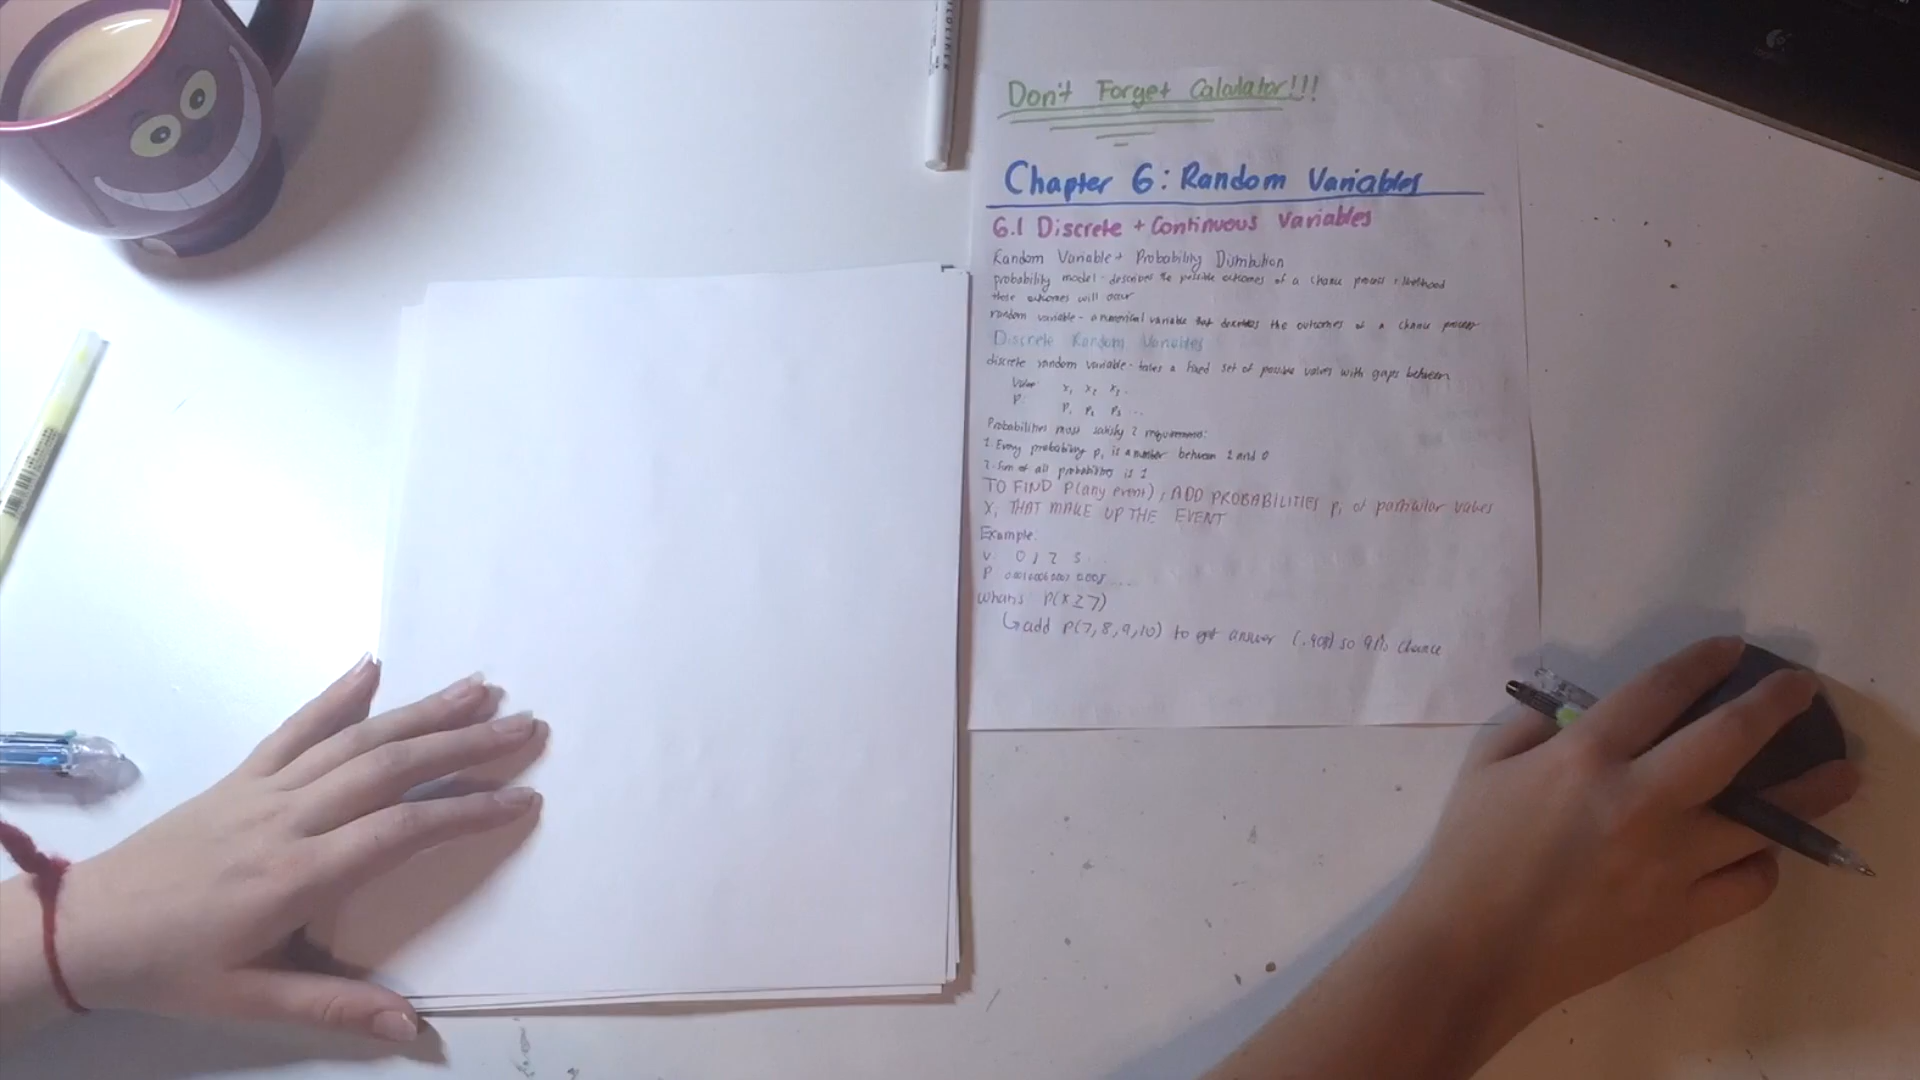 Don't Forget Calculator!!!
Chapter 6: Random Variables
6.1 Discrete + Continuous Variables
Random Variable + Probability Distribution
probability model - describes the possible outcomes of a chance process + likelihood
these outcomes will occur
random variable - a numerical variable that describes the outcomes of a chance process
Discrete Random Variables
discrete random variable - takes a fixed set of possible values with gaps between
Value: x₁ x₂ x₃ ...
P: P₁ P₂ P₃ ...
Probabilities must satisfy 2 requirements:
1. Every probability p₁ is a number between 1 and 0
2. Sum of all probabilities is 1
TO FIND P(any event), ADD PROBABILITIES p₁ of particular values
X₁ THAT MAKE UP THE EVENT
Example:
V 0 1 2 3 ...
P
whats P(X ≥ 7)
↳ add P(7, 8, 9, 10) to get answer so chance